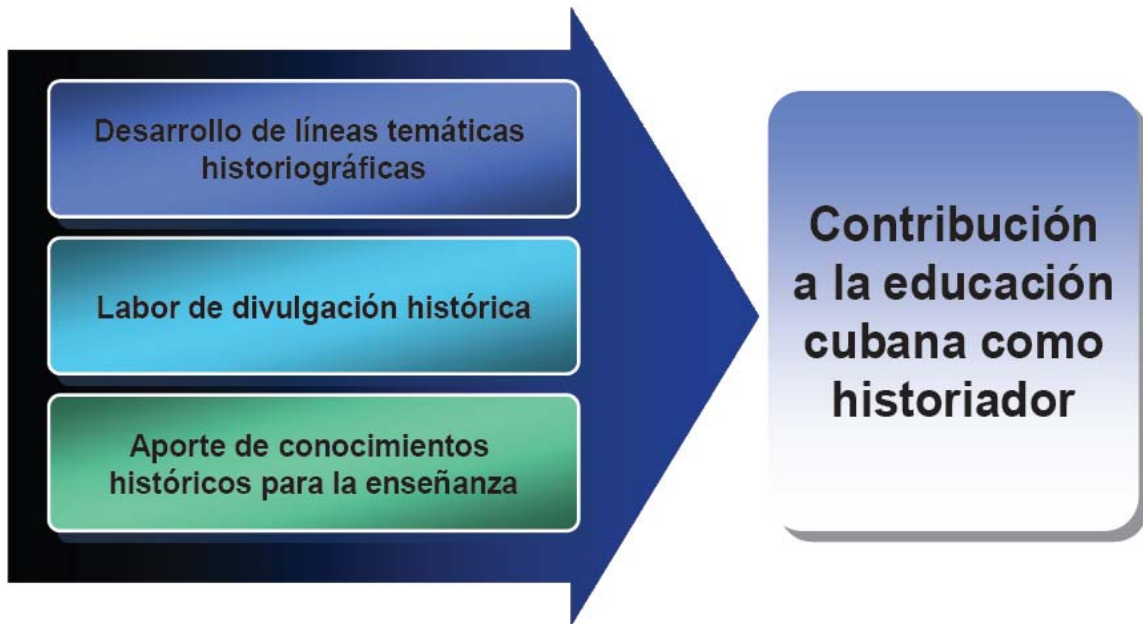 Desarrollo de líneas temáticas
historiográficas
Labor de divulgación histórica
Aporte de conocimientos
históricos para la enseñanza
Contribución
a la educación
cubana como
historiador